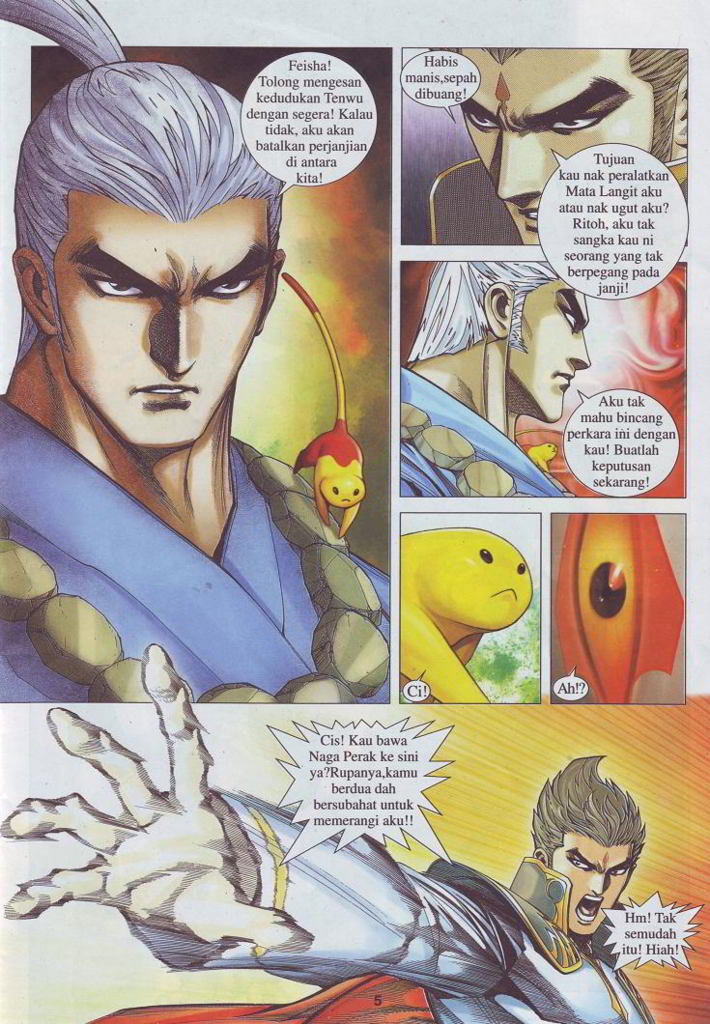 Feisha!
Tolong mengesan
kedudukan Tenwu
dengan segera! Kalau
tidak, aku akan
batalkan perjanjian
di antara
kita!
Habis
manis,sepah
dibuang!
Tujuan
kau nak peralatkan
Mata Langit aku
atau nak ugut aku?
Ritoh, aku tak
sangka kau ni
seorang yang tak
berpegang pada
janji!
Aku tak
mahu bincang
perkara ini dengan
kau! Buatlah
keputusan
sekarang!
Ci!
Ah!?
Cis! Kau bawa
Naga Perak ke sini
ya?Rupanya,kamu
berdua dah
bersubahat untuk
memerangi aku!!
Hm! Tak
semudah
itu! Hiah!
5